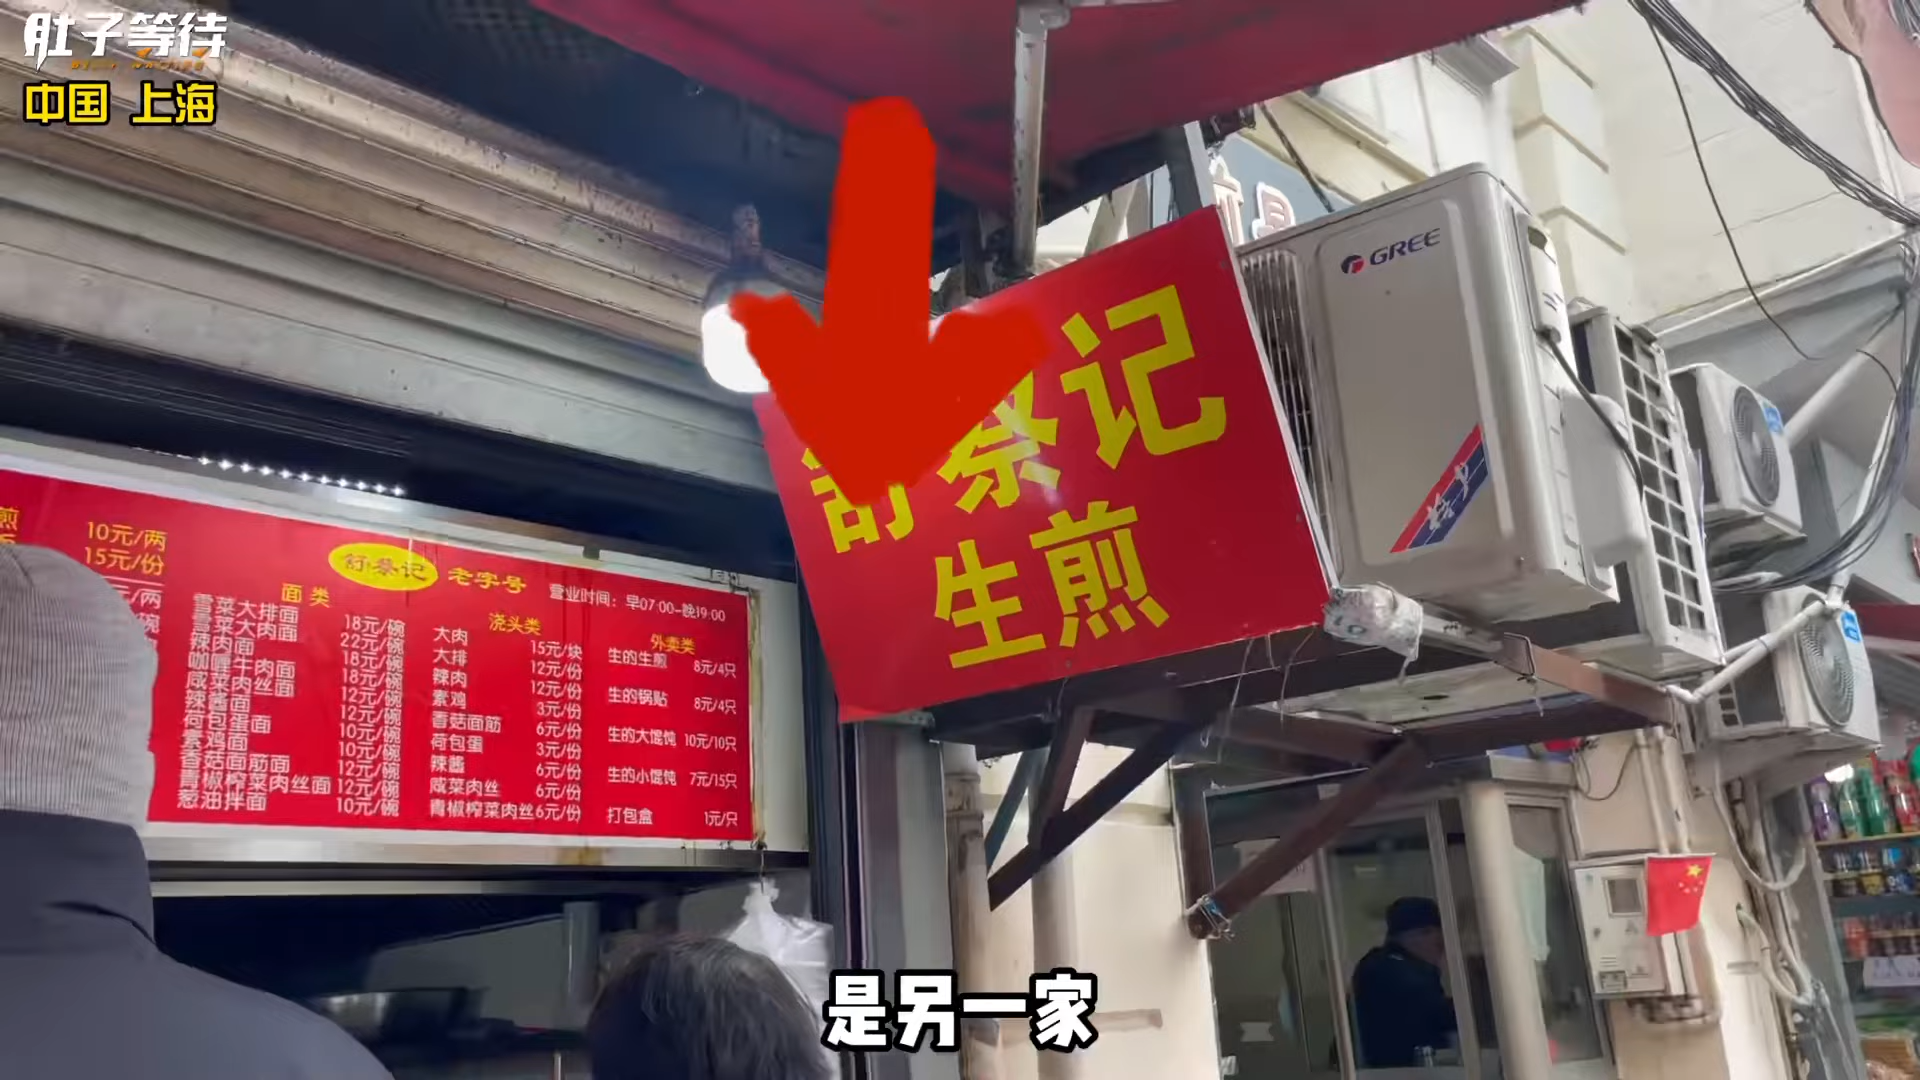 肚子等待
BELLY WAITING
中国 上海
GREE
舒蔡记
生煎
煎
10元/两
15元/份
元/两
舒蔡记 老字号
营业时间：早07:00-晚19:00
面类
雪菜大排面 18元/碗
雪菜大肉面 22元/碗
辣肉面 18元/碗
咖喱牛肉面 18元/碗
咸菜肉丝面 12元/碗
辣酱面 12元/碗
荷包蛋面 10元/碗
素鸡面 10元/碗
香菇面筋面 12元/碗
青椒榨菜肉丝面 12元/碗
葱油拌面 10元/碗
浇头类
大肉 15元/块
大排 12元/份
辣肉 12元/份
素鸡 3元/份
香菇面筋 6元/份
荷包蛋 3元/份
辣酱 6元/份
咸菜肉丝 6元/份
青椒榨菜肉丝 6元/份
外卖类
生的生煎 8元/4只
生的锅贴 8元/4只
生的大馄饨 10元/10只
生的小馄饨 7元/15只
打包盒 1元/只
是另一家